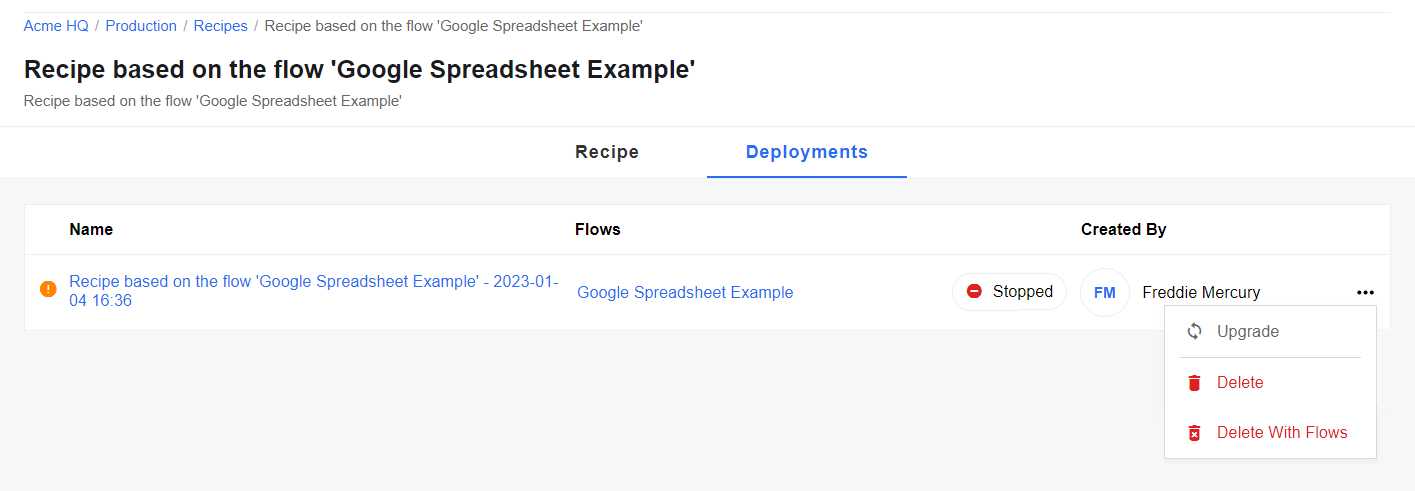 Acme HQ / Production / Recipes / Recipe based on the flow 'Google Spreadsheet Example'
Recipe based on the flow 'Google Spreadsheet Example'
Recipe based on the flow 'Google Spreadsheet Example'
Recipe Deployments
Name Flows Created By
Recipe based on the flow 'Google Spreadsheet Example' - 2023-01-
04 16:36
Google Spreadsheet Example
Stopped
FM Freddie Mercury
Upgrade
Delete
Delete With Flows